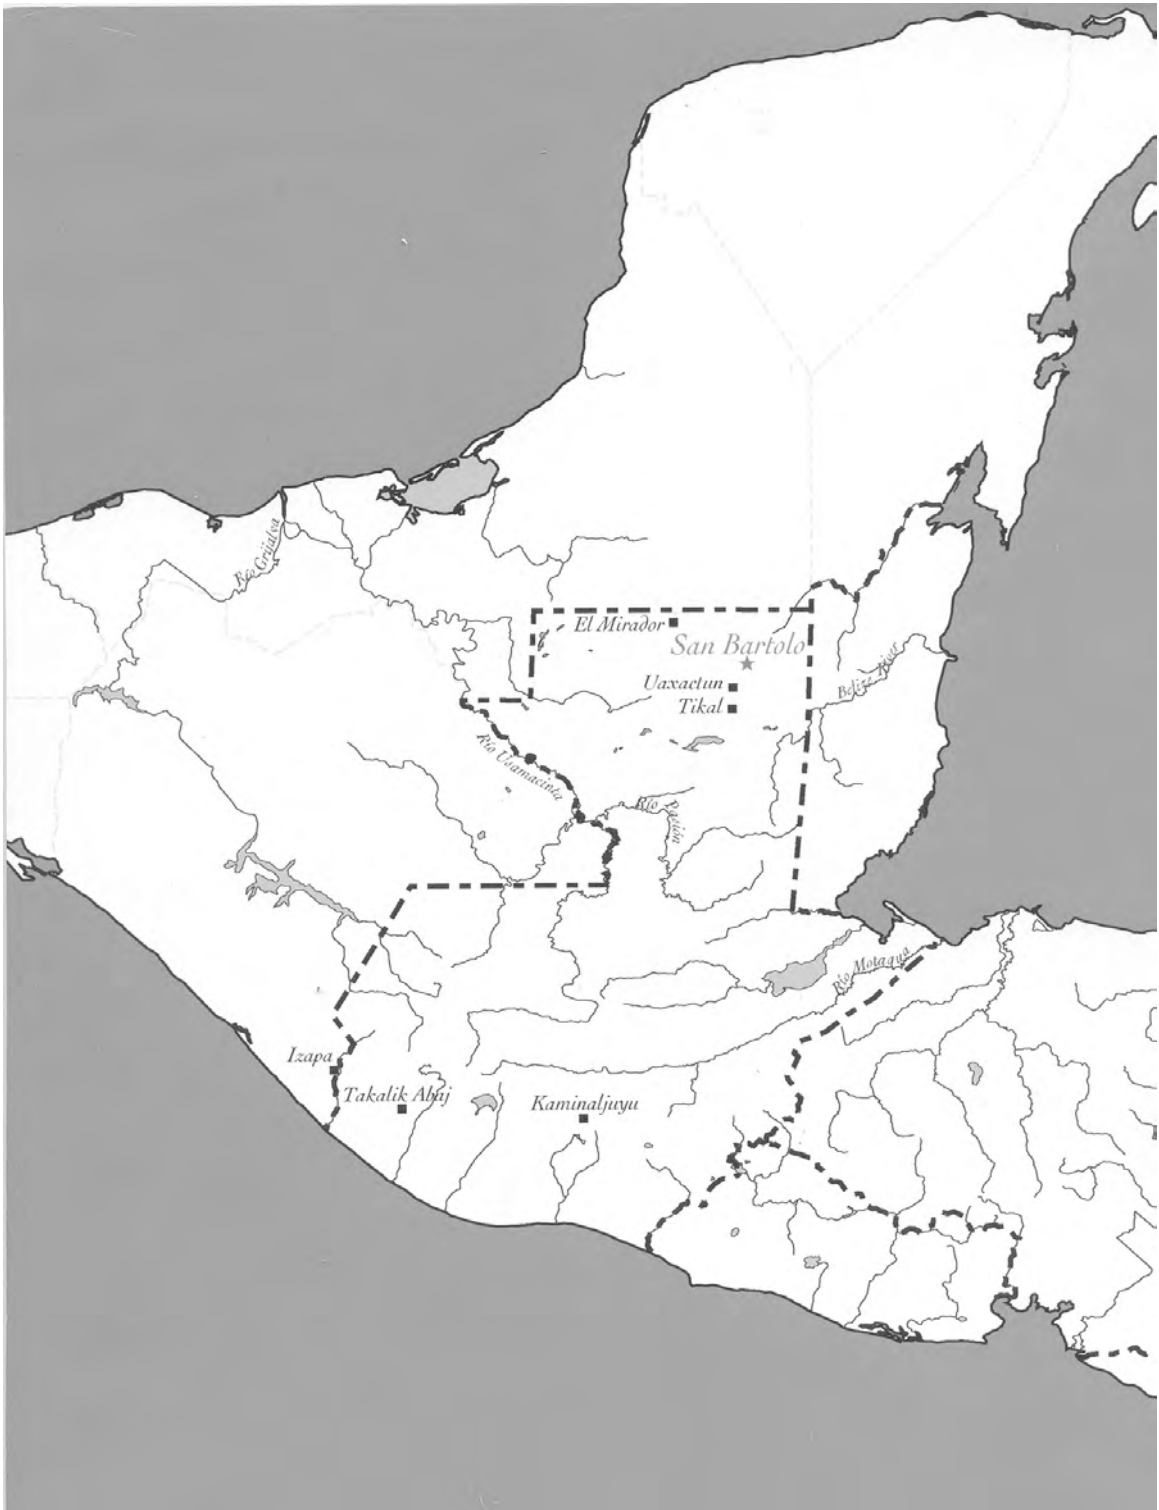 Río Grijalva
El Mirador
San Bartolo
Uaxactun
Tikal
Belize River
Río Usamacinta
Río Pasión
Río Motagua
Izapa
Takalik Abaj
Kaminaljuyu